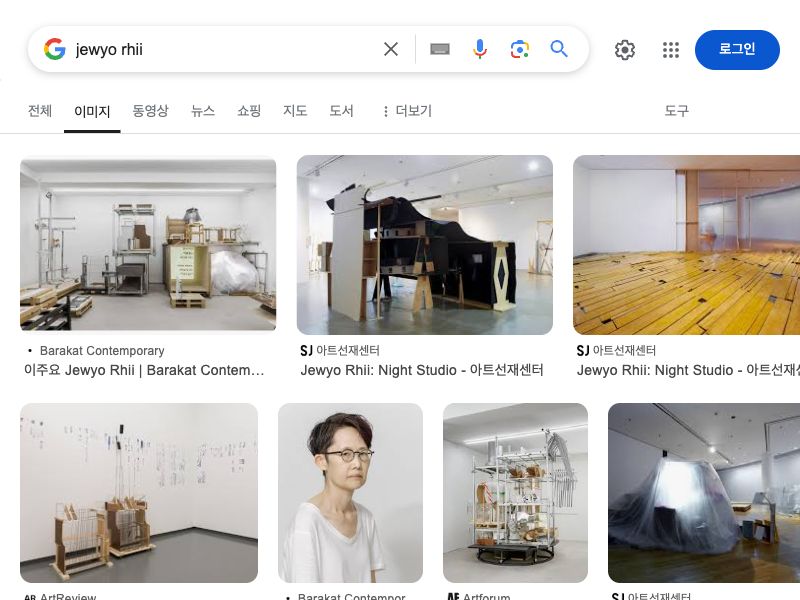 jewyo rhii
로그인
전체 이미지 동영상 뉴스 쇼핑 지도 도서 더보기 도구
Barakat Contemporary
이주요 Jewyo Rhii | Barakat Contem...
SJ 아트선재센터
Jewyo Rhii: Night Studio - 아트선재센터
SJ 아트선재센터
Jewyo Rhii: Night Studio - 아트선재센
AR ArtReview
Barakat Contempor
AF Artforum
SJ 아트선재센터